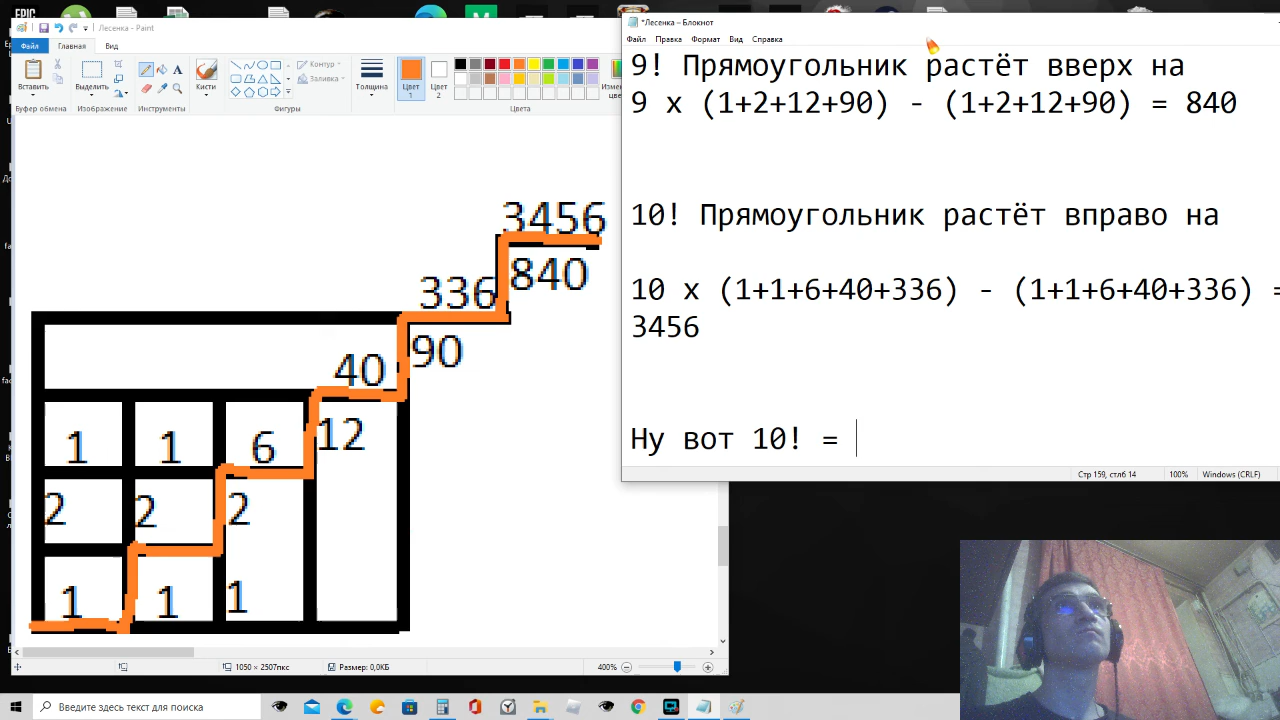 EPIC
Лесенка – Paint
Файл
Главная
Вид
Вставить
Выделить
Кисти
Контур
Заливка
Толщина
Цвет
1
Цвет
2
Буфер обмена
Изображение
Инструменты
Фигуры
Цвета
3456
840
336
90
40
12
1
1
6
2
2
2
1
1
1
1050 × 2507пкс
Размер: 0,0КБ
400%
*Лесенка – Блокнот
Файл
Правка
Формат
Вид
Справка
9! Прямоугольник растёт вверх на
9 х (1+2+12+90) - (1+2+12+90) = 840
10! Прямоугольник растёт вправо на
10 х (1+1+6+40+336) - (1+1+6+40+336) =
3456
Ну вот 10! =
Стр 159, стлб 14
100%
Windows (CRLF)
Введите здесь текст для поиска